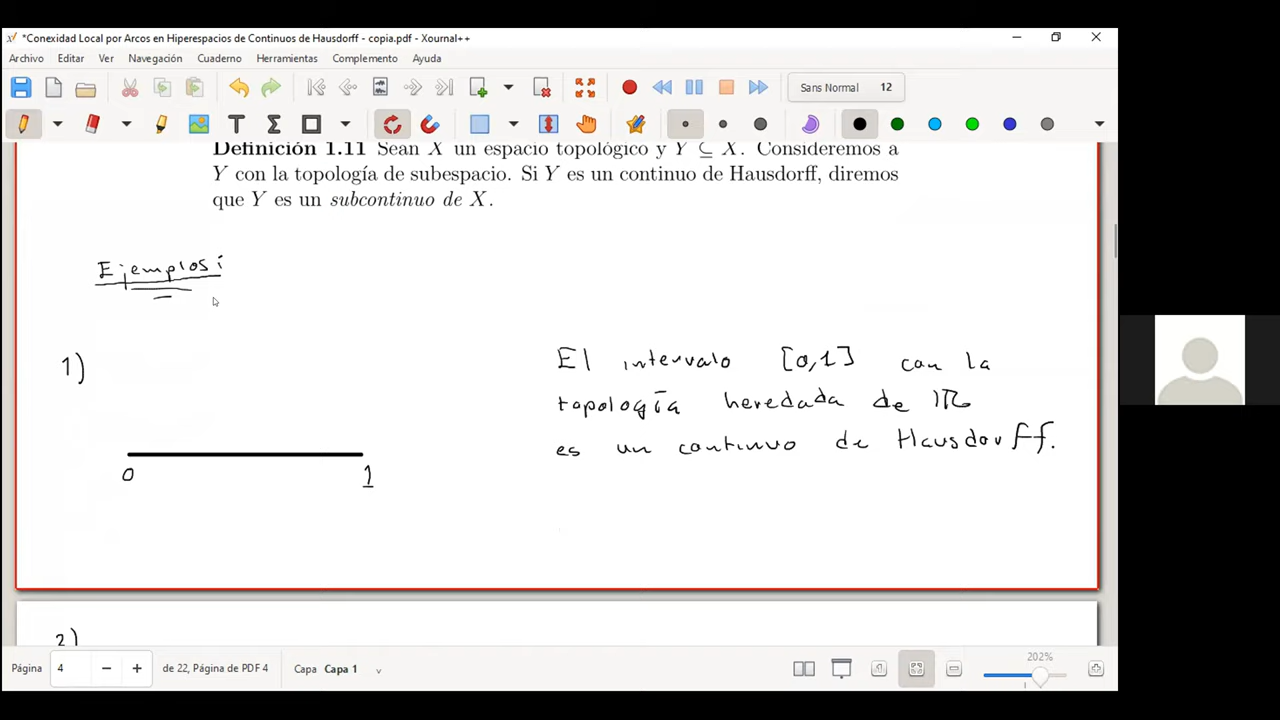 *Conexidad Local por Arcos en Hiperespacios de Continuos de Hausdorff - copia.pdf - Xournal++
Archivo Editar Ver Navegación Cuaderno Herramientas Complemento Ayuda
Sans Normal 12
Definición 1.11 Sean X un espacio topológico y Y ⊆ X. Consideremos a
Y con la topología de subespacio. Si Y es un continuo de Hausdorff, diremos
que Y es un subcontinuo de X.
Ejemplos:
1)
El intervalo [0,1] con la
topología heredada de ℝ
es un continuo de Hausdorff.
0 1
2)
Página 4 de 22, Página de PDF 4 Capa Capa 1 202%